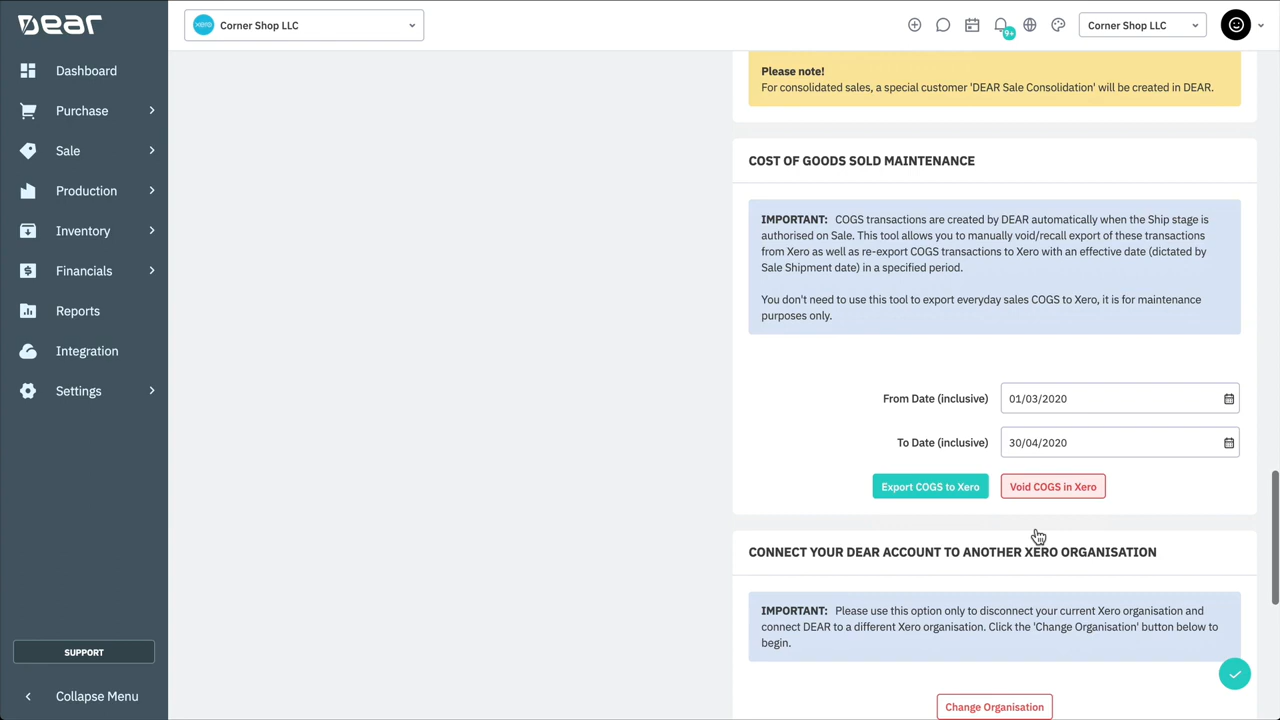 DEAR
xero
Corner Shop LLC
9+
Corner Shop LLC
Dashboard
Purchase
Sale
Production
Inventory
Financials
Reports
Integration
Settings
SUPPORT
Collapse Menu
Please note!
For consolidated sales, a special customer 'DEAR Sale Consolidation' will be created in DEAR.
COST OF GOODS SOLD MAINTENANCE
IMPORTANT: COGS transactions are created by DEAR automatically when the Ship stage is
authorised on Sale. This tool allows you to manually void/recall export of these transactions
from Xero as well as re-export COGS transactions to Xero with an effective date (dictated by
Sale Shipment date) in a specified period.
You don't need to use this tool to export everyday sales COGS to Xero, it is for maintenance
purposes only.
From Date (inclusive)
01/03/2020
To Date (inclusive)
30/04/2020
Export COGS to Xero
Void COGS in Xero
CONNECT YOUR DEAR ACCOUNT TO ANOTHER XERO ORGANISATION
IMPORTANT: Please use this option only to disconnect your current Xero organisation and
connect DEAR to a different Xero organisation. Click the 'Change Organisation' button below to
begin.
Change Organisation